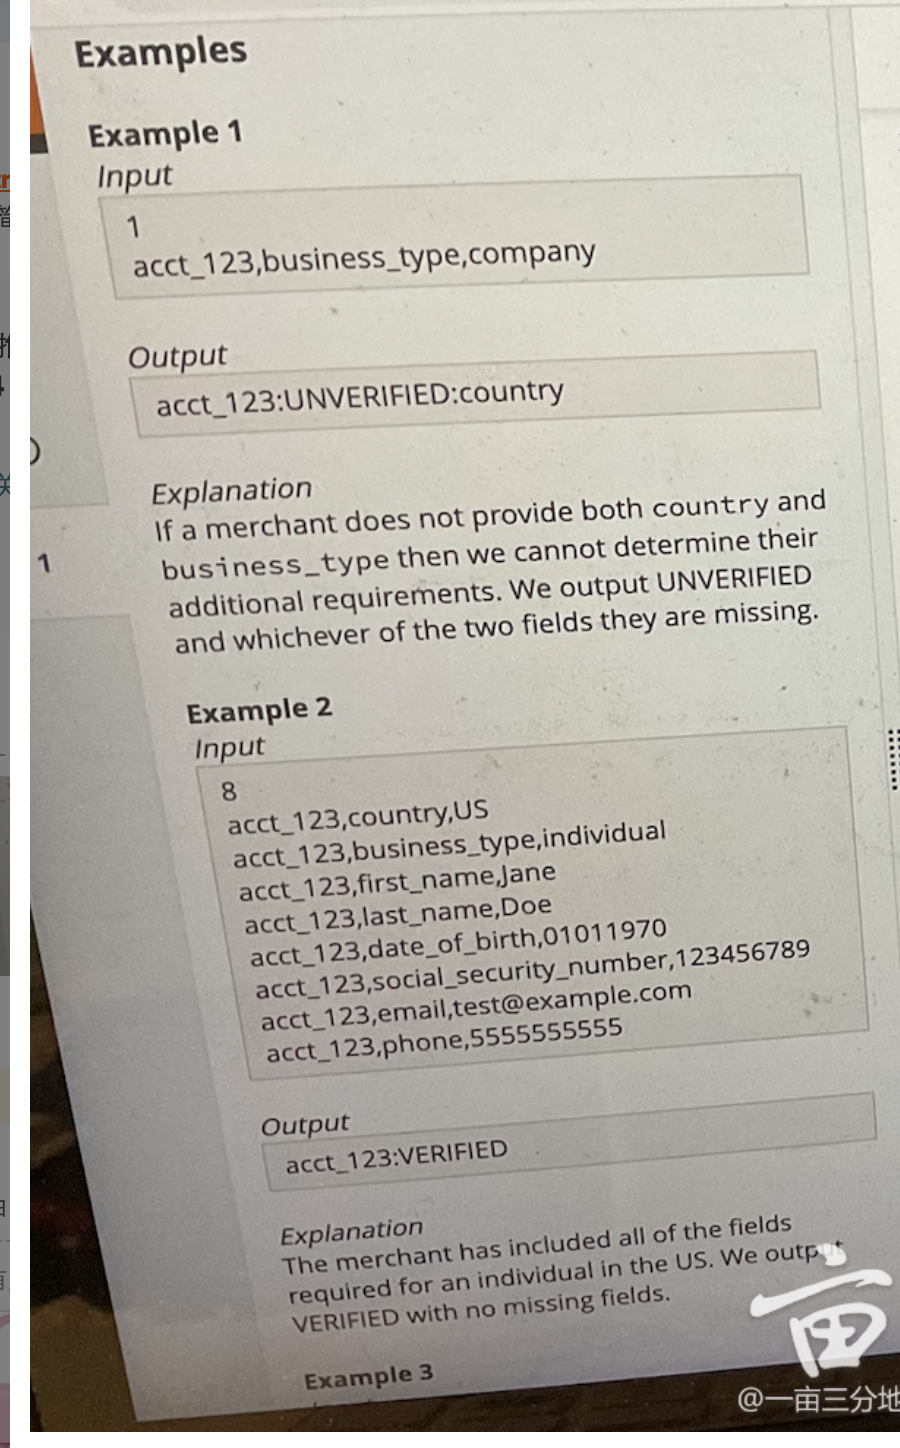 Examples
Example 1
Input
1
acct_123,business_type,company
Output
acct_123:UNVERIFIED:country
Explanation
If a merchant does not provide both country and
business_type then we cannot determine their
additional requirements. We output UNVERIFIED
and whichever of the two fields they are missing.
1
Example 2
Input
8
acct_123,country,US
acct_123,business_type,individual
acct_123,first_name,Jane
acct_123,last_name,Doe
acct_123,date_of_birth,01011970
acct_123,social_security_number,123456789
acct_123,email,test@example.com
acct_123,phone,5555555555
Output
acct_123:VERIFIED
Explanation
The merchant has included all of the fields
required for an individual in the US. We output
VERIFIED with no missing fields.
Example 3
亩
@一亩三分地